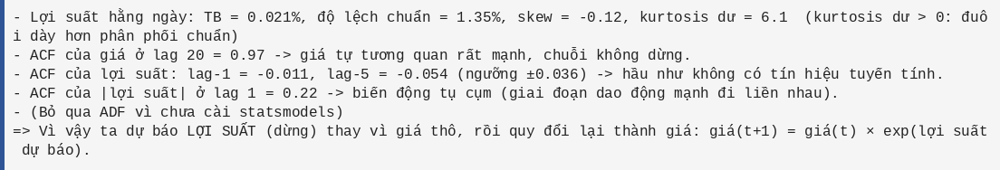 - Lợi suất hằng ngày: TB = 0.021%, độ lệch chuẩn = 1.35%, skew = -0.12, kurtosis dư = 6.1  (kurtosis dư > 0: đuô
i dày hơn phân phối chuẩn)
- ACF của giá ở lag 20 = 0.97 -> giá tự tương quan rất mạnh, chuỗi không dừng.
- ACF của lợi suất: lag-1 = -0.011, lag-5 = -0.054 (ngưỡng ±0.036) -> hầu như không có tín hiệu tuyến tính.
- ACF của |lợi suất| ở lag 1 = 0.22 -> biến động tụ cụm (giai đoạn dao động mạnh đi liền nhau).
- (Bỏ qua ADF vì chưa cài statsmodels)
=> Vì vậy ta dự báo LỢI SUẤT (dừng) thay vì giá thô, rồi quy đổi lại thành giá: giá(t+1) = giá(t) × exp(lợi suất
dự báo).